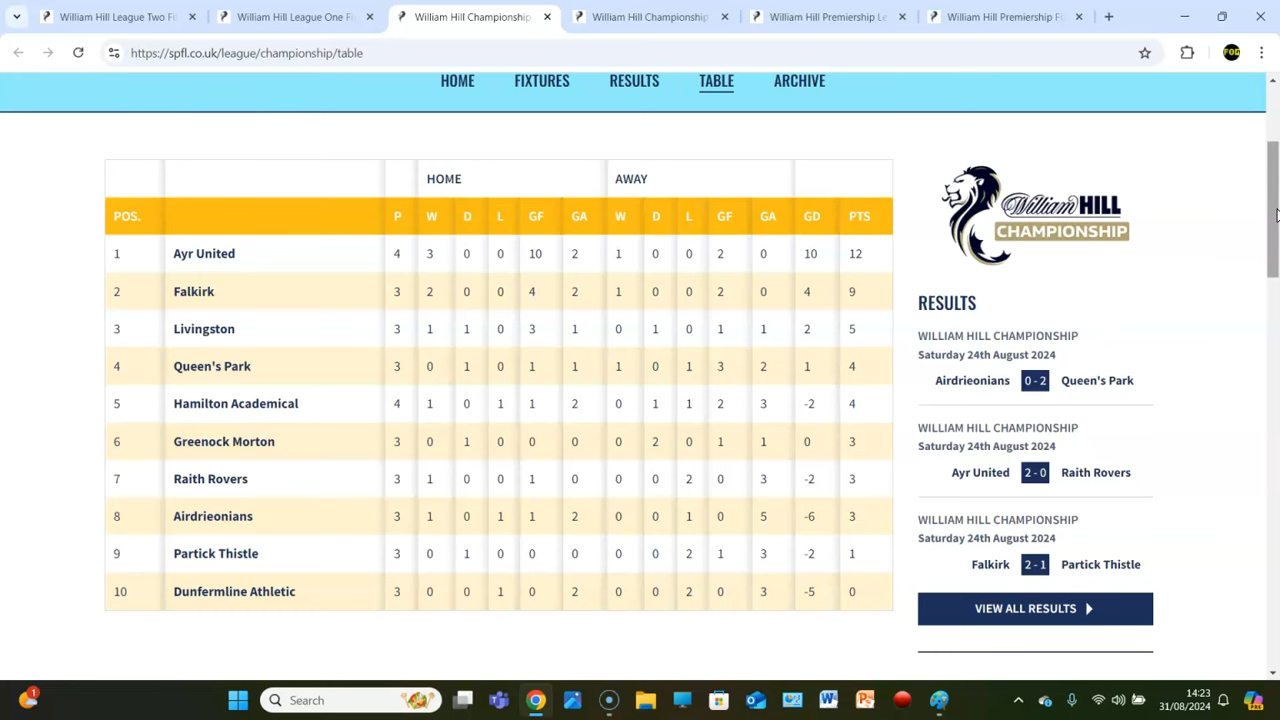 William Hill League Two Fi
William Hill League One Fi
William Hill Championship
William Hill Championship
William Hill Premiership Le
William Hill Premiership Fi
https://spfl.co.uk/league/championship/table
HOME FIXTURES RESULTS TABLE ARCHIVE
HOME AWAY
POS. P W D L GF GA W D L GF GA GD PTS
1 Ayr United 4 3 0 0 10 2 1 0 0 2 0 10 12
2 Falkirk 3 2 0 0 4 2 1 0 0 2 0 4 9
3 Livingston 3 1 1 0 3 1 0 1 0 1 1 2 5
4 Queen's Park 3 0 1 0 1 1 1 0 1 3 2 1 4
5 Hamilton Academical 4 1 0 1 1 2 0 1 1 2 3 -2 4
6 Greenock Morton 3 0 1 0 0 0 0 2 0 1 1 0 3
7 Raith Rovers 3 1 0 0 1 0 0 0 2 0 3 -2 3
8 Airdrieonians 3 1 0 1 1 2 0 0 1 0 5 -6 3
9 Partick Thistle 3 0 1 0 0 0 0 0 2 1 3 -2 1
10 Dunfermline Athletic 3 0 0 1 0 2 0 0 2 0 3 -5 0
William HILL
CHAMPIONSHIP
RESULTS
WILLIAM HILL CHAMPIONSHIP
Saturday 24th August 2024
Airdrieonians 0 - 2 Queen's Park
WILLIAM HILL CHAMPIONSHIP
Saturday 24th August 2024
Ayr United 2 - 0 Raith Rovers
WILLIAM HILL CHAMPIONSHIP
Saturday 24th August 2024
Falkirk 2 - 1 Partick Thistle
VIEW ALL RESULTS
1
Search
14:23
31/08/2024